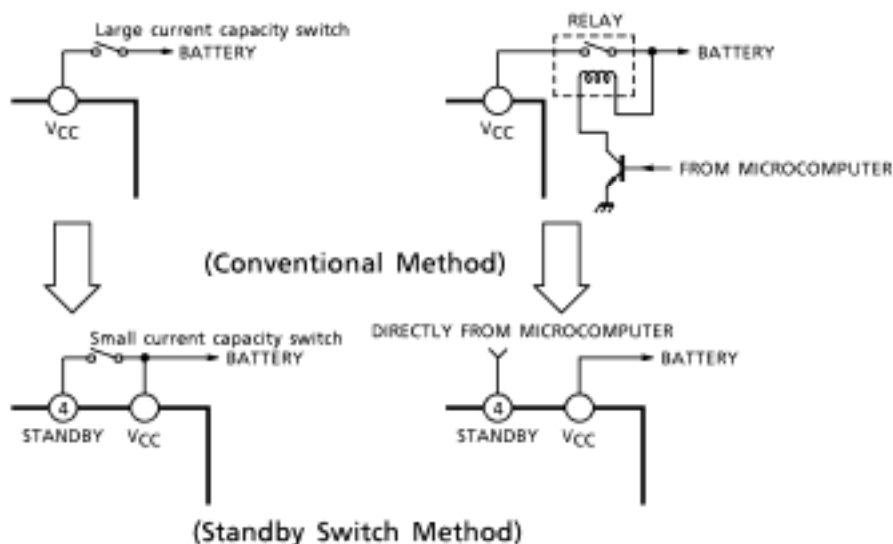 Large current capacity switch
BATTERY
VCC
RELAY
BATTERY
VCC
FROM MICROCOMPUTER
(Conventional Method)
Small current capacity switch
BATTERY
4
STANDBY
VCC
DIRECTLY FROM MICROCOMPUTER
BATTERY
4
STANDBY
VCC
(Standby Switch Method)